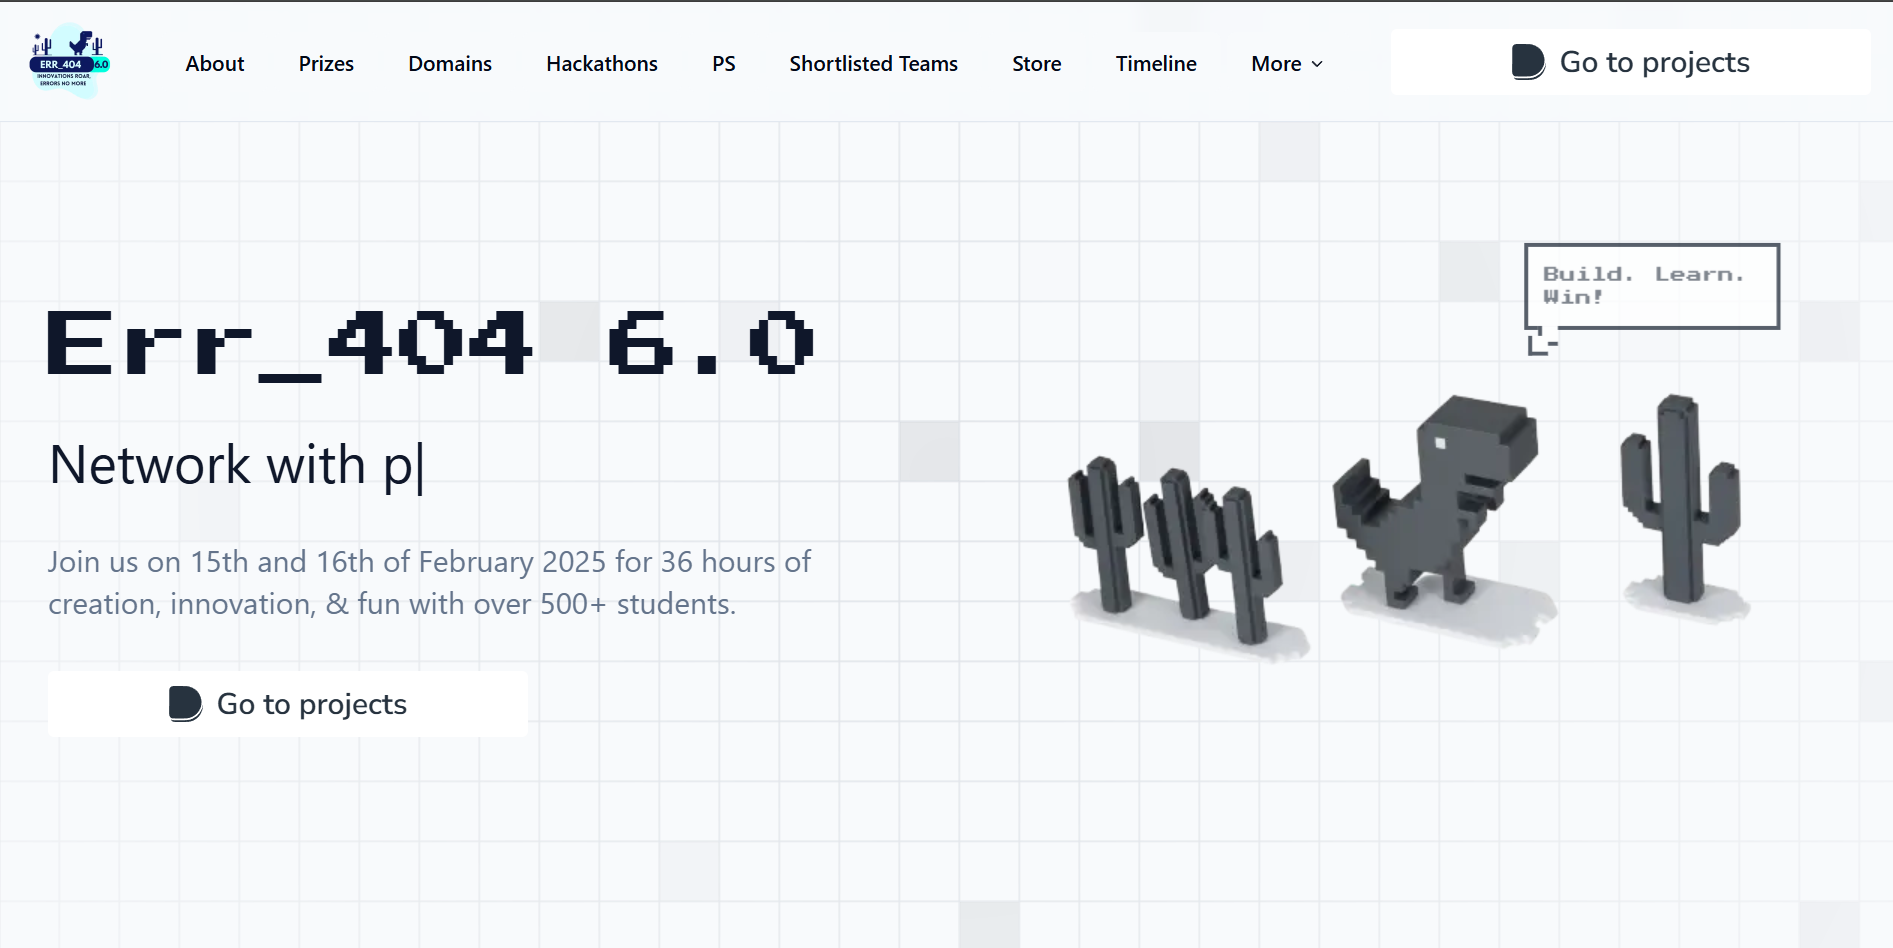 ERR_404 6.0
INNOVATIONS ROAR,
ERRORS NO MORE
About Prizes Domains Hackathons PS Shortlisted Teams Store Timeline More
Go to projects
Build. Learn.
Win!
Err_404 6.0
Network with p
Join us on 15th and 16th of February 2025 for 36 hours of
creation, innovation, & fun with over 500+ students.
Go to projects